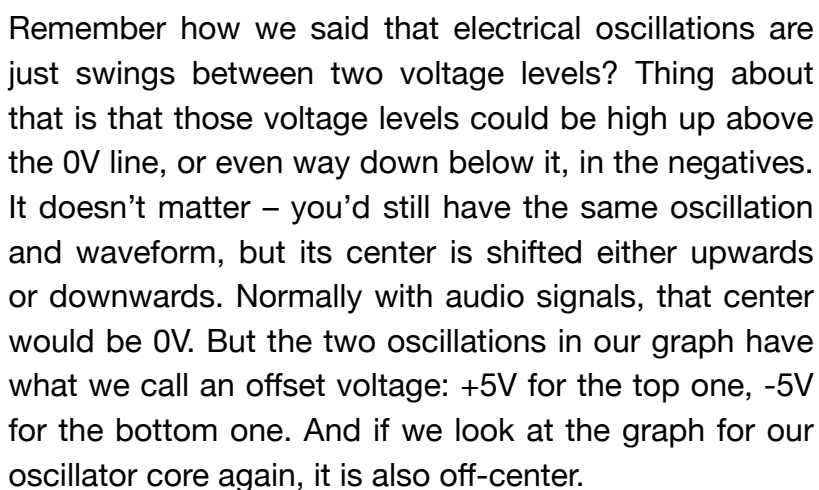 Remember how we said that electrical oscillations are
just swings between two voltage levels? Thing about
that is that those voltage levels could be high up above
the 0V line, or even way down below it, in the negatives.
It doesn’t matter – you’d still have the same oscillation
and waveform, but its center is shifted either upwards
or downwards. Normally with audio signals, that center
would be 0V. But the two oscillations in our graph have
what we call an offset voltage: +5V for the top one, -5V
for the bottom one. And if we look at the graph for our
oscillator core again, it is also off-center.